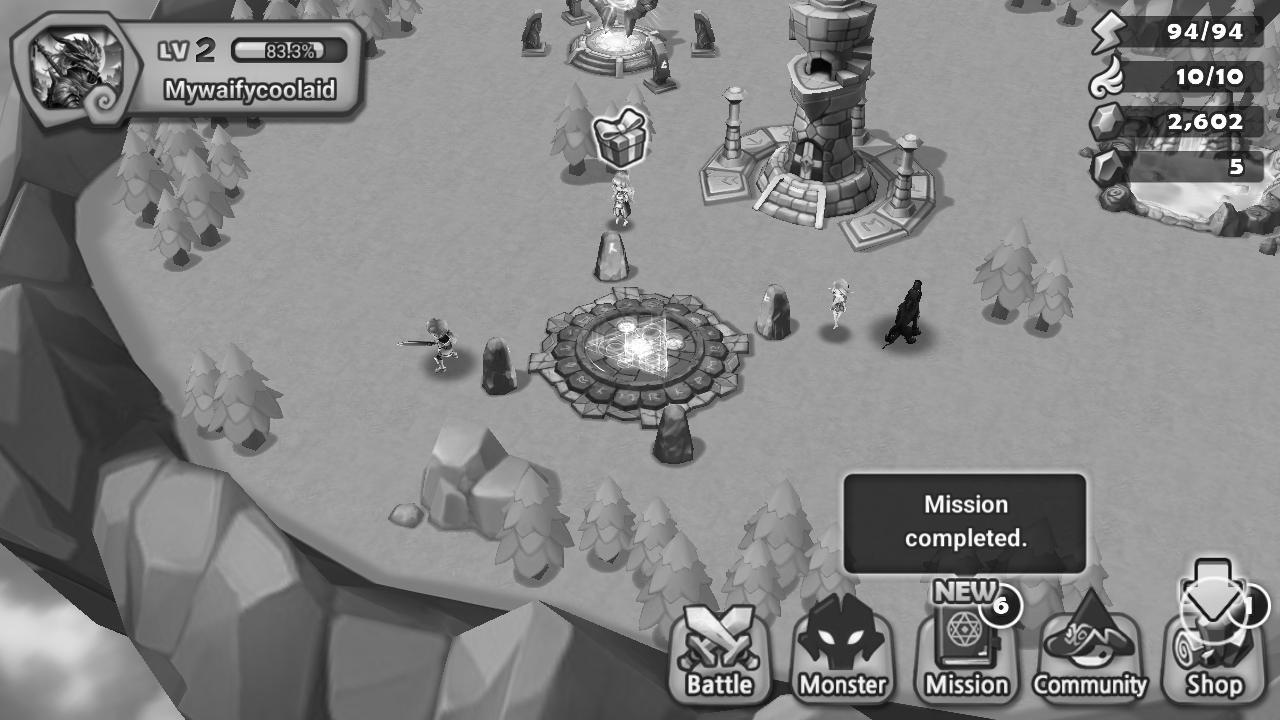 LV 2 83.3%
Mywaifycoolaid
94/94
10/10
2,602
5
Mission
completed.
NEW 6
1
Battle
Monster
Mission
Community
Shop